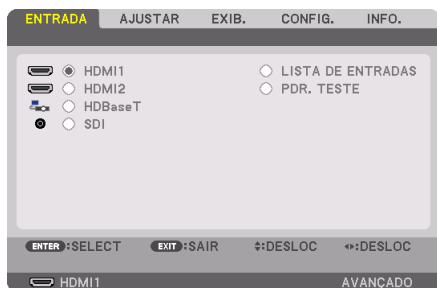 ENTRADA AJUSTAR EXIB. CONFIG. INFO.
HDMI1 LISTA DE ENTRADAS
HDMI2 PDR. TESTE
HDBaseT
SDI
ENTER :SELECT EXIT :SAIR :DESLOC :DESLOC
HDMI1 AVANÇADO